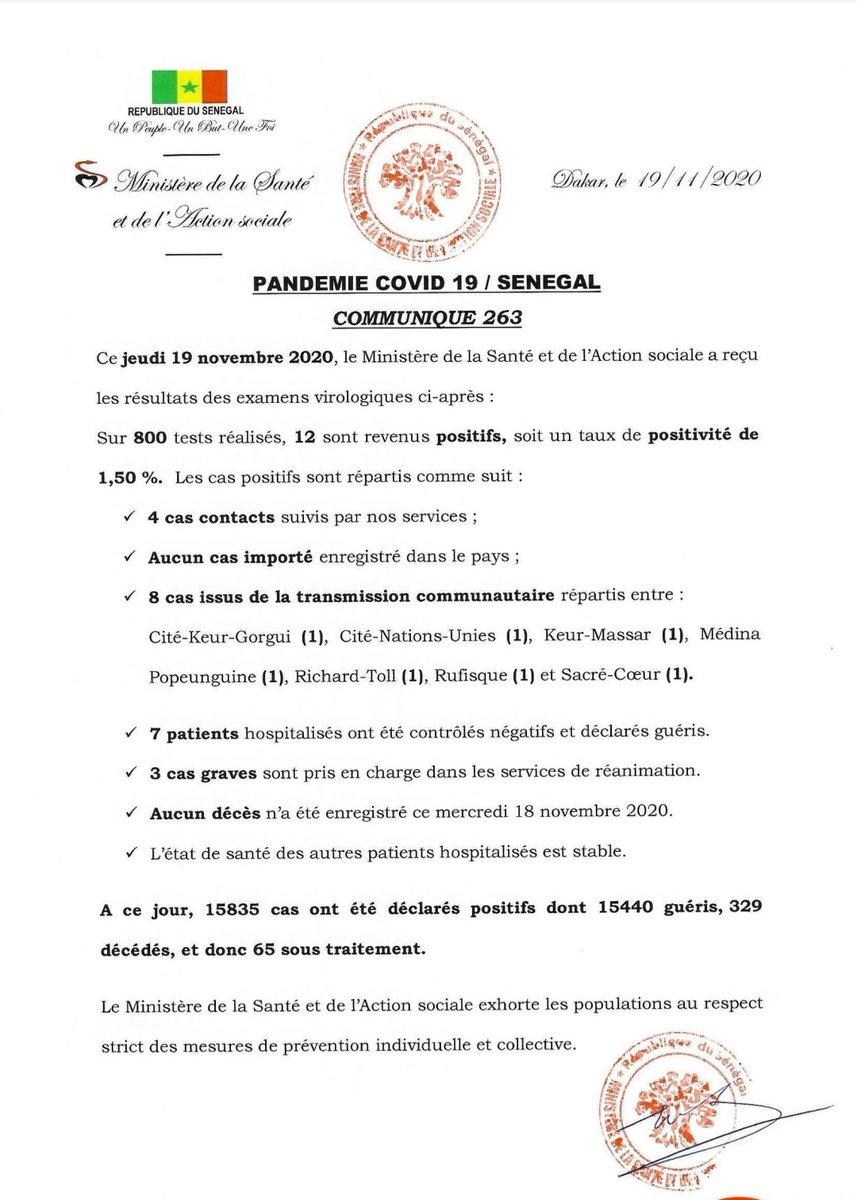 REPUBLIQUE DU SENEGAL
Un Peuple-Un But-Une Foi
Ministère de la Santé
et de l'Action sociale
République du Sénégal
MINISTERE DE LA SANTE ET DE L'ACTION SOCIALE
Dakar, le 19/11/2020
PANDEMIE COVID 19 / SENEGAL
COMMUNIQUE 263
Ce jeudi 19 novembre 2020, le Ministère de la Santé et de l'Action sociale a reçu
les résultats des examens virologiques ci-après :
Sur 800 tests réalisés, 12 sont revenus positifs, soit un taux de positivité de
1,50 %. Les cas positifs sont répartis comme suit :
✓ 4 cas contacts suivis par nos services ;
✓ Aucun cas importé enregistré dans le pays ;
✓ 8 cas issus de la transmission communautaire répartis entre :
Cité-Keur-Gorgui (1), Cité-Nations-Unies (1), Keur-Massar (1), Médina
Popeunguine (1), Richard-Toll (1), Rufisque (1) et Sacré-Cœur (1).
✓ 7 patients hospitalisés ont été contrôlés négatifs et déclarés guéris.
✓ 3 cas graves sont pris en charge dans les services de réanimation.
✓ Aucun décès n'a été enregistré ce mercredi 18 novembre 2020.
✓ L'état de santé des autres patients hospitalisés est stable.
A ce jour, 15835 cas ont été déclarés positifs dont 15440 guéris, 329
décédés, et donc 65 sous traitement.
Le Ministère de la Santé et de l'Action sociale exhorte les populations au respect
strict des mesures de prévention individuelle et collective.
République du Sénégal